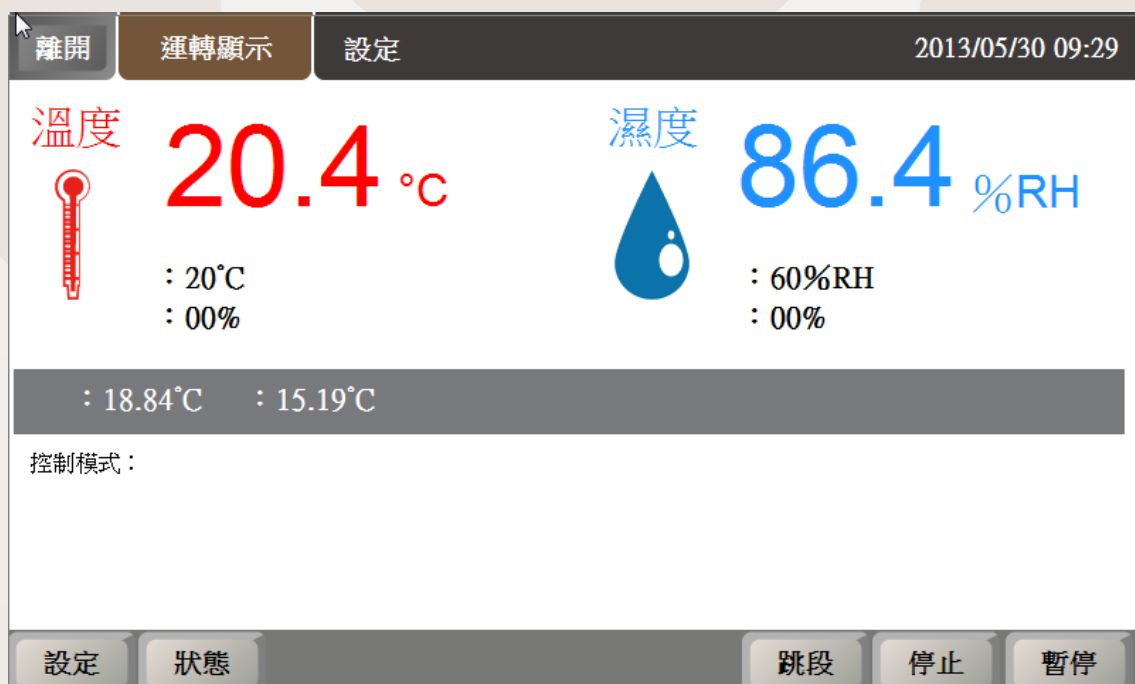 離開 運轉顯示 設定 2013/05/30 09:29
溫度 20.4 °C 濕度 86.4 %RH
：20°C ：60%RH
：00% ：00%
：18.84°C ：15.19°C
控制模式：
設定 狀態 跳段 停止 暫停